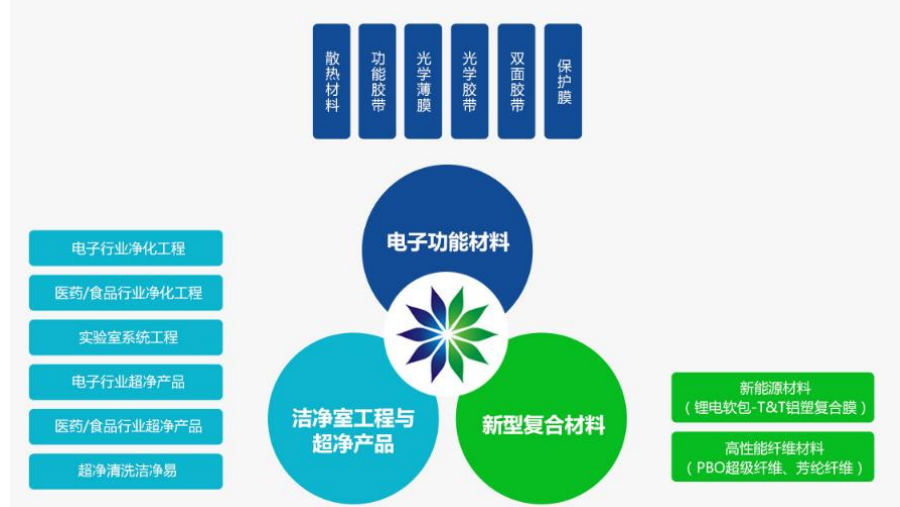 散热材料
功能胶带
光学薄膜
光学胶带
双面胶带
保护膜
电子功能材料
电子行业净化工程
医药/食品行业净化工程
实验室系统工程
电子行业超净产品
医药/食品行业超净产品
超净清洗洁净易
洁净室工程与
超净产品
新型复合材料
新能源材料
（锂电软包-T&T铝塑复合膜）
高性能纤维材料
（PBO超级纤维、芳纶纤维）